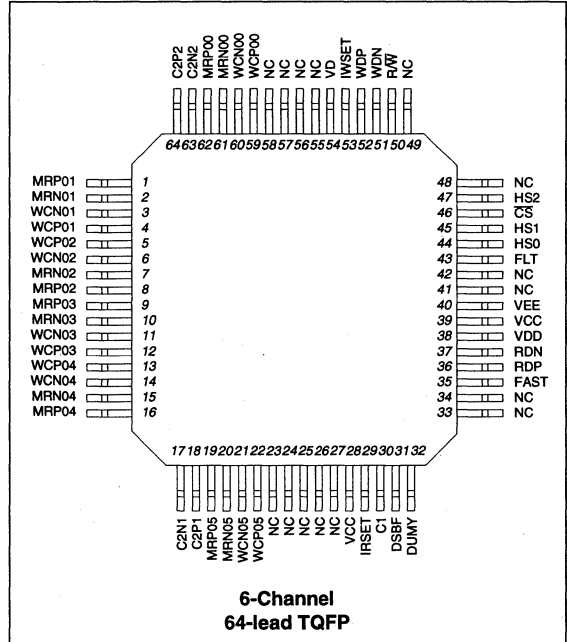 C2P2
C2N2
MRP00
MRN00
WCN00
WCP00
NC
NC
NC
NC
VD
IWSET
WDP
WDN
R/W̅
NC
64 63 62 61 60 59 58 57 56 55 54 53 52 51 50 49
MRP01 1
MRN01 2
WCN01 3
WCP01 4
WCP02 5
WCN02 6
MRN02 7
MRP02 8
MRP03 9
MRN03 10
WCN03 11
WCP03 12
WCP04 13
WCN04 14
MRN04 15
MRP04 16
48 NC
47 HS2
46 C̅S̅
45 HS1
44 HS0
43 FLT
42 NC
41 NC
40 VEE
39 VCC
38 VDD
37 RDN
36 RDP
35 FAST
34 NC
33 NC
17 18 19 20 21 22 23 24 25 26 27 28 29 30 31 32
C2N1
C2P1
MRP05
MRN05
WCN05
WCP05
NC
NC
NC
NC
NC
VCC
IRSET
C1
DSBF
DUMY
6-Channel
64-lead TQFP